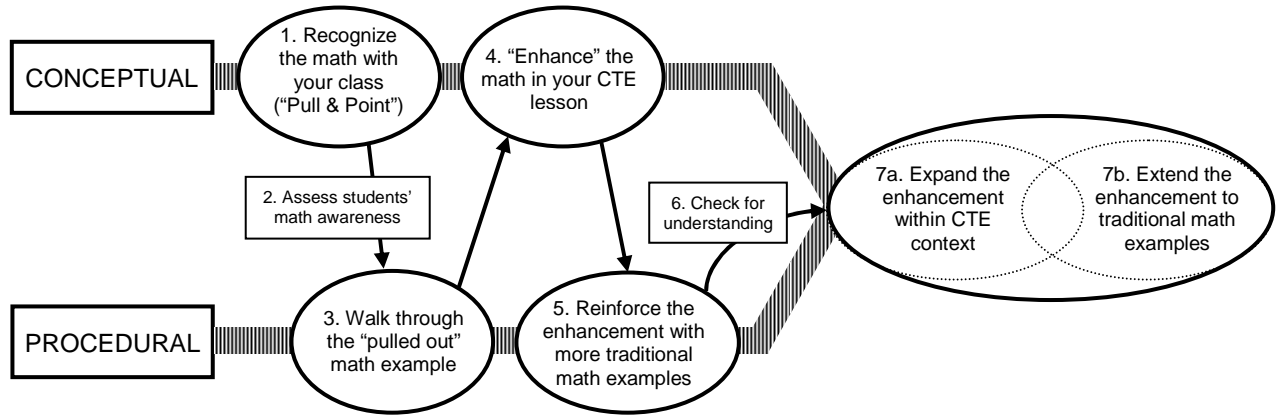 CONCEPTUAL
1. Recognize
the math with
your class
(“Pull & Point”)
4. “Enhance” the
math in your CTE
lesson
2. Assess students’
math awareness
6. Check for
understanding
7a. Expand the
enhancement
within CTE
context
7b. Extend the
enhancement to
traditional math
examples
PROCEDURAL
3. Walk through
the “pulled out”
math example
5. Reinforce the
enhancement with
more traditional
math examples